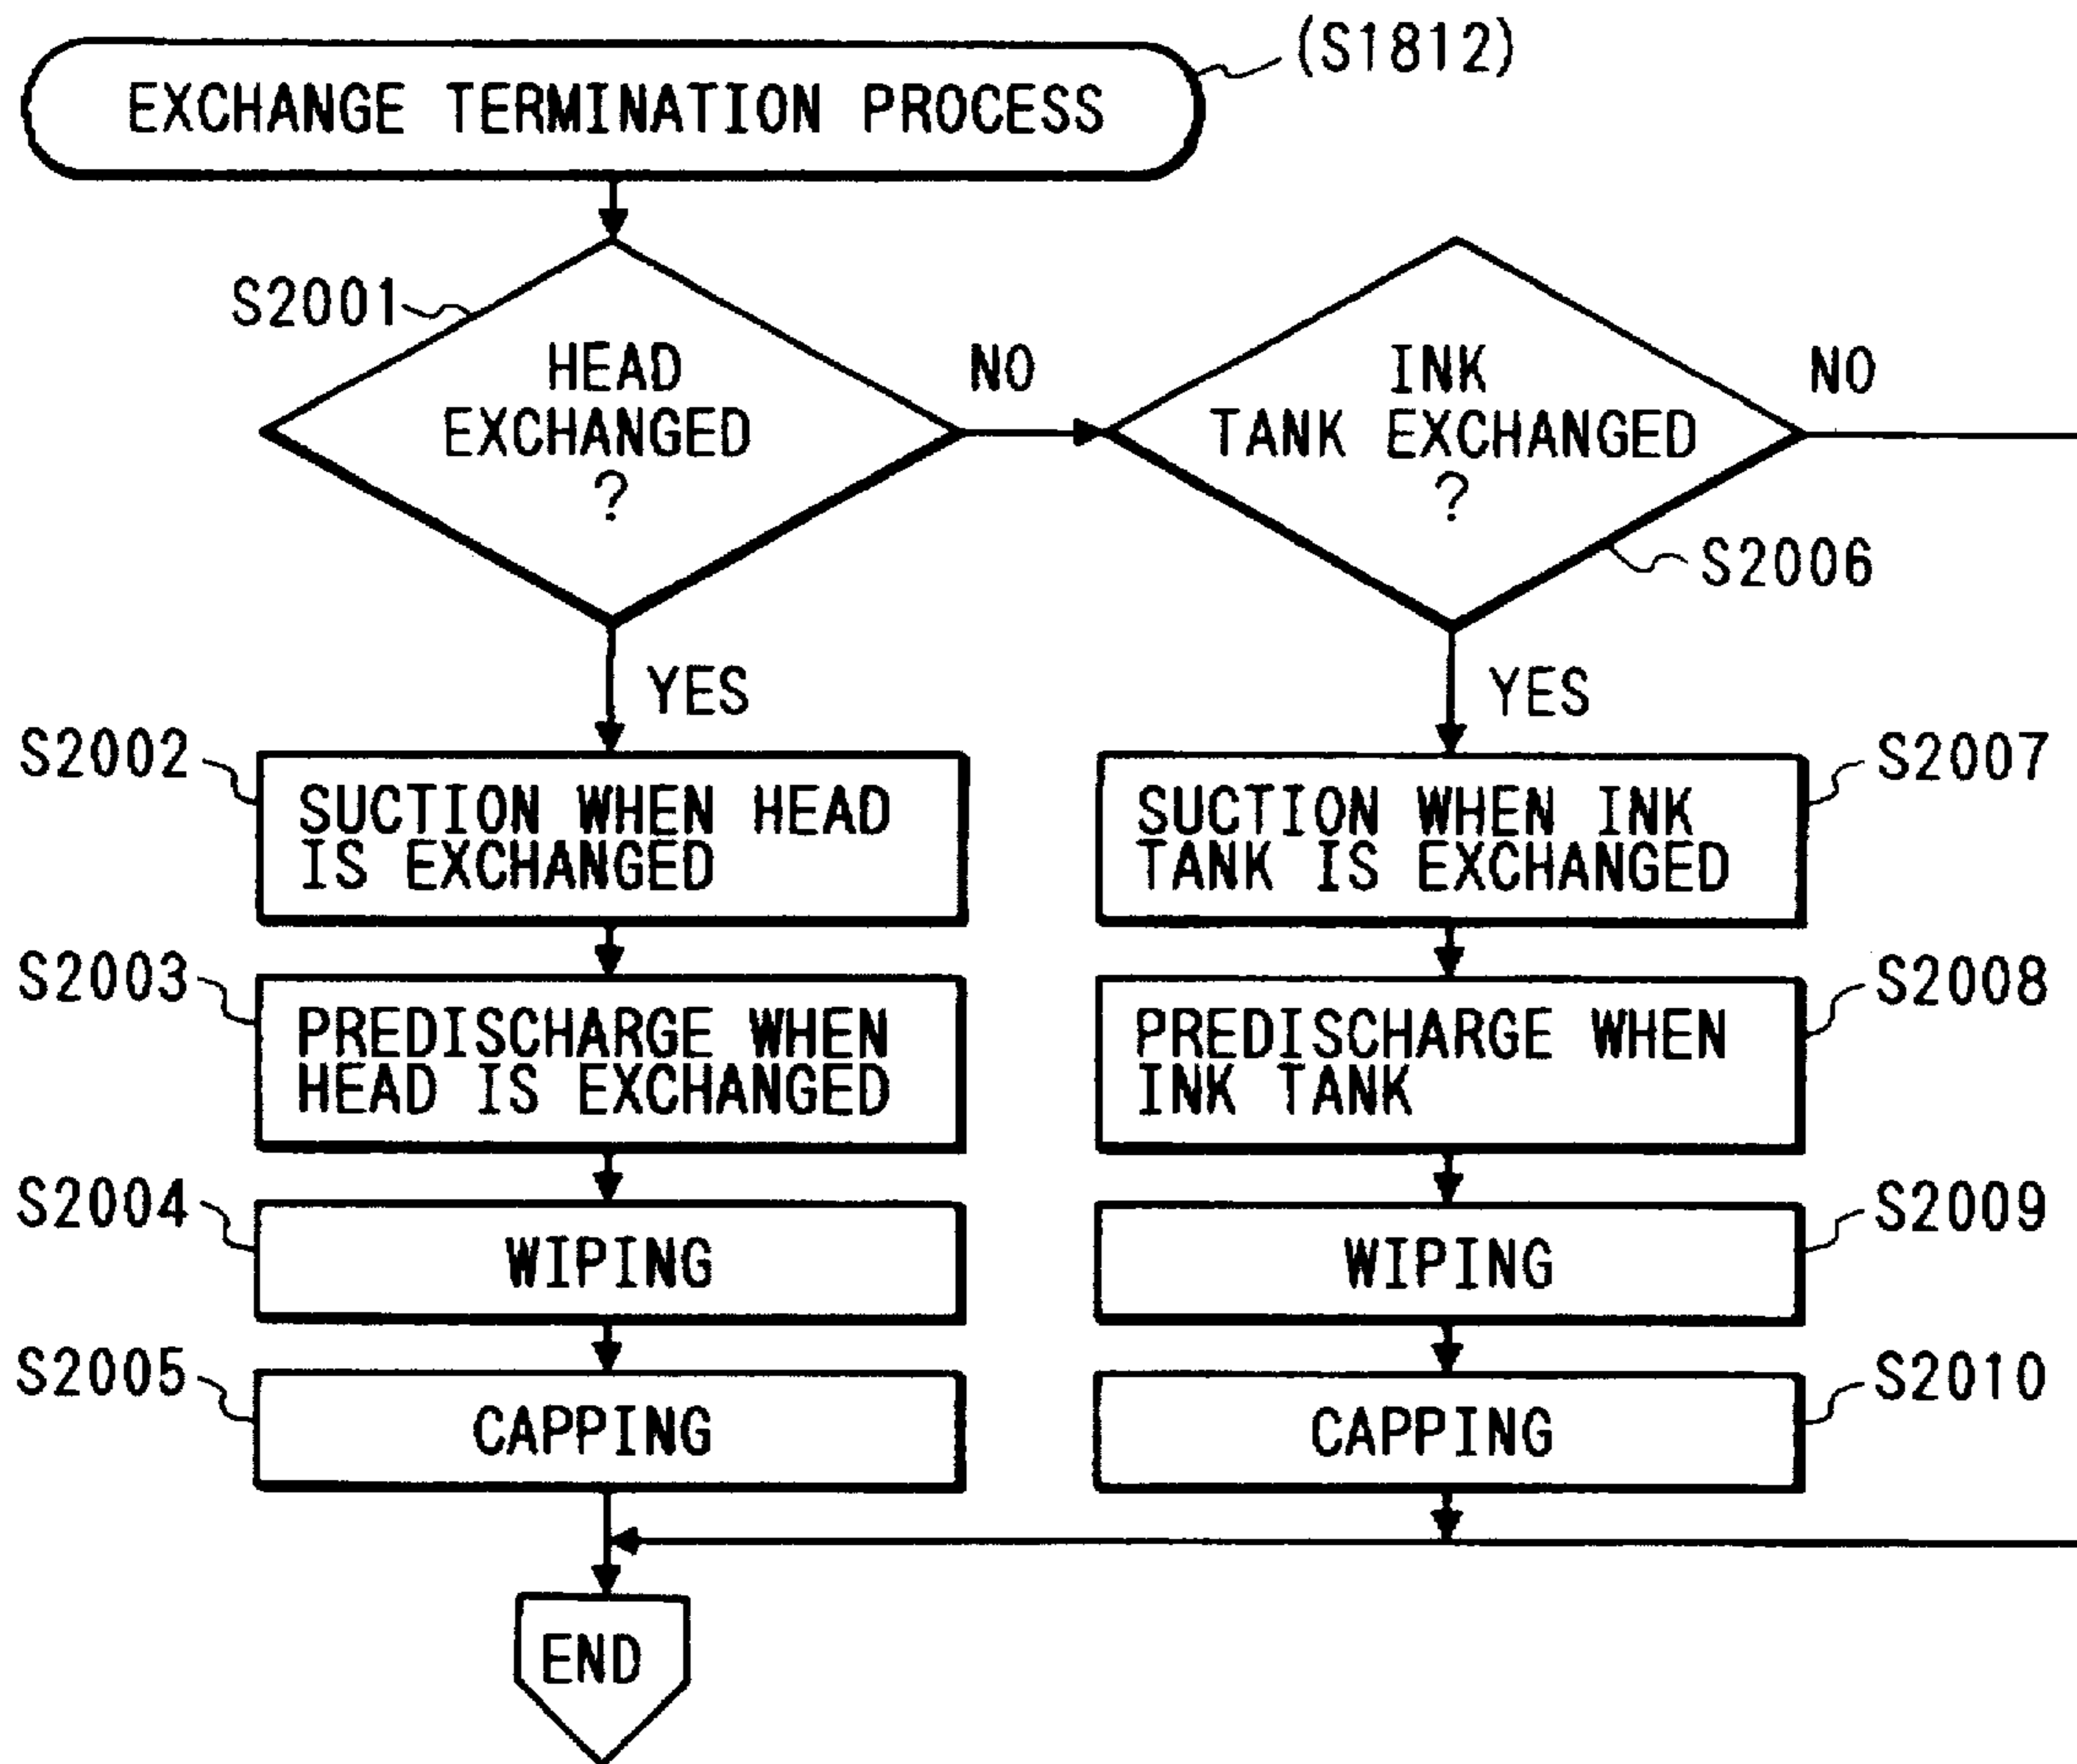 (S1812)
EXCHANGE TERMINATION PROCESS
S2001
HEAD
EXCHANGED
?
NO
INK
TANK EXCHANGED
?
NO
S2006
YES
YES
S2002
SUCTION WHEN HEAD
IS EXCHANGED
SUCTION WHEN INK
TANK IS EXCHANGED
S2007
S2003
PREDISCHARGE WHEN
HEAD IS EXCHANGED
PREDISCHARGE WHEN
INK TANK
S2008
S2004
WIPING
WIPING
S2009
S2005
CAPPING
CAPPING
S2010
END